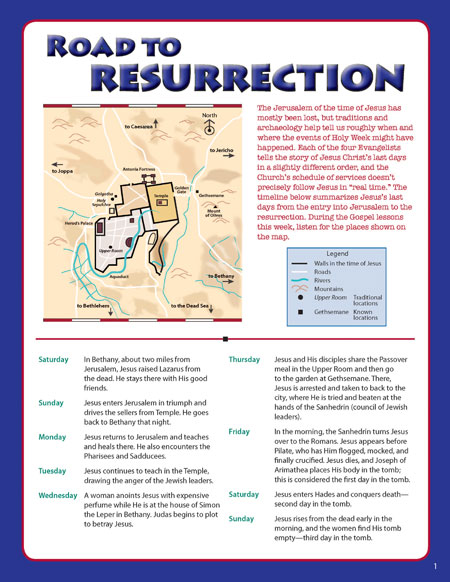 ROAD TO
RESURRECTION
The Jerusalem of the time of Jesus has
mostly been lost, but traditions and
archaeology help tell us roughly when and
where the events of Holy Week might have
happened. Each of the four Evangelists
tells the story of Jesus Christ's last days
in a slightly different order, and the
Church's schedule of services doesn't
precisely follow Jesus in "real time." The
timeline below summarizes Jesus's last
days from the entry into Jerusalem to the
resurrection. During the Gospel lessons
this week, listen for the places shown on
the map.
North
to Caesarea
to Jericho
to Joppa
Antonia Fortress
Golden
Gate
Gethsemane
Golgotha
Temple
Holy
Sepulchre
Mount
of Olives
Herod's Palace
Upper Room
Aqueduct
to Bethany
to Bethlehem
to the Dead Sea
Legend
Walls in the time of Jesus
Roads
Rivers
Mountains
Upper Room Traditional
locations
Gethsemane Known
locations
Saturday In Bethany, about two miles from
Jerusalem, Jesus raised Lazarus from
the dead. He stays there with His good
friends.
Sunday Jesus enters Jerusalem in triumph and
drives the sellers from Temple. He goes
back to Bethany that night.
Monday Jesus returns to Jerusalem and teaches
and heals there. He also encounters the
Pharisees and Sadducees.
Tuesday Jesus continues to teach in the Temple,
drawing the anger of the Jewish leaders.
Wednesday A woman anoints Jesus with expensive
perfume while He is at the house of Simon
the Leper in Bethany. Judas begins to plot
to betray Jesus.
Thursday Jesus and His disciples share the Passover
meal in the Upper Room and then go
to the garden at Gethsemane. There,
Jesus is arrested and taken to back to the
city, where He is tried and beaten at the
hands of the Sanhedrin (council of Jewish
leaders).
Friday In the morning, the Sanhedrin turns Jesus
over to the Romans. Jesus appears before
Pilate, who has Him flogged, mocked, and
finally crucified. Jesus dies, and Joseph of
Arimathea places His body in the tomb;
this is considered the first day in the tomb.
Saturday Jesus enters Hades and conquers death—
second day in the tomb.
Sunday Jesus rises from the dead early in the
morning, and the women find His tomb
empty—third day in the tomb.
1